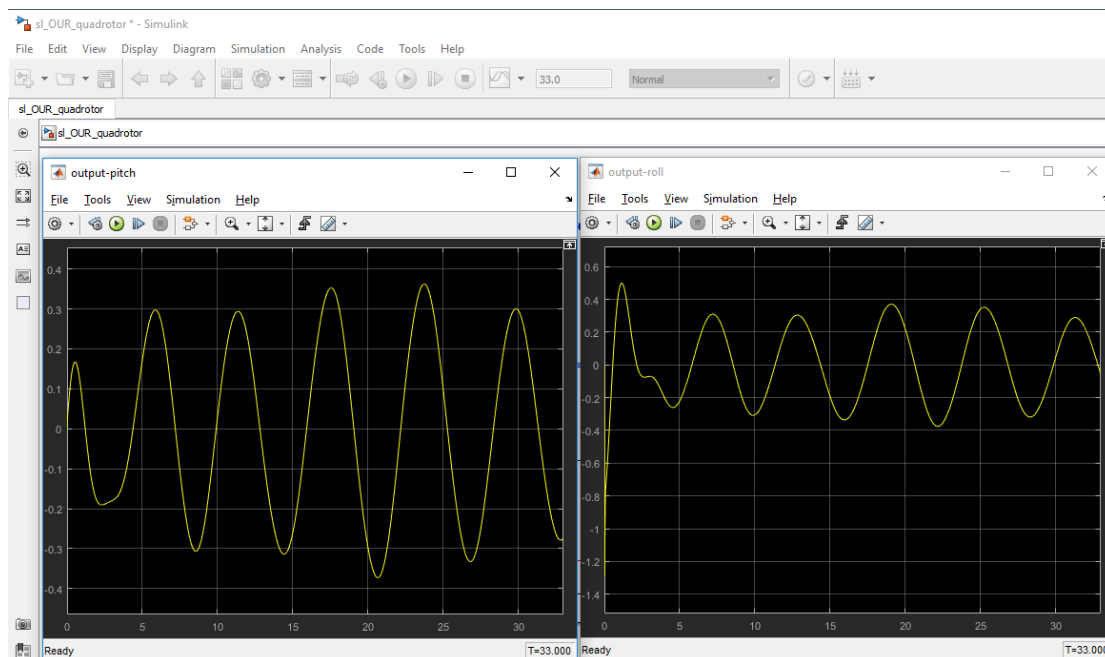 sl_OUR_quadrotor * - Simulink
File Edit View Display Diagram Simulation Analysis Code Tools Help
33.0 Normal
sl_OUR_quadrotor
sl_OUR_quadrotor
output-pitch
File Tools View Simulation Help
0.4
0.3
0.2
0.1
0
-0.1
-0.2
-0.3
-0.4
0 5 10 15 20 25 30
Ready T=33.000
output-roll
File Tools View Simulation Help
0.6
0.4
0.2
0
-0.2
-0.4
-0.6
-0.8
-1
-1.2
-1.4
0 5 10 15 20 25 30
Ready T=33.000